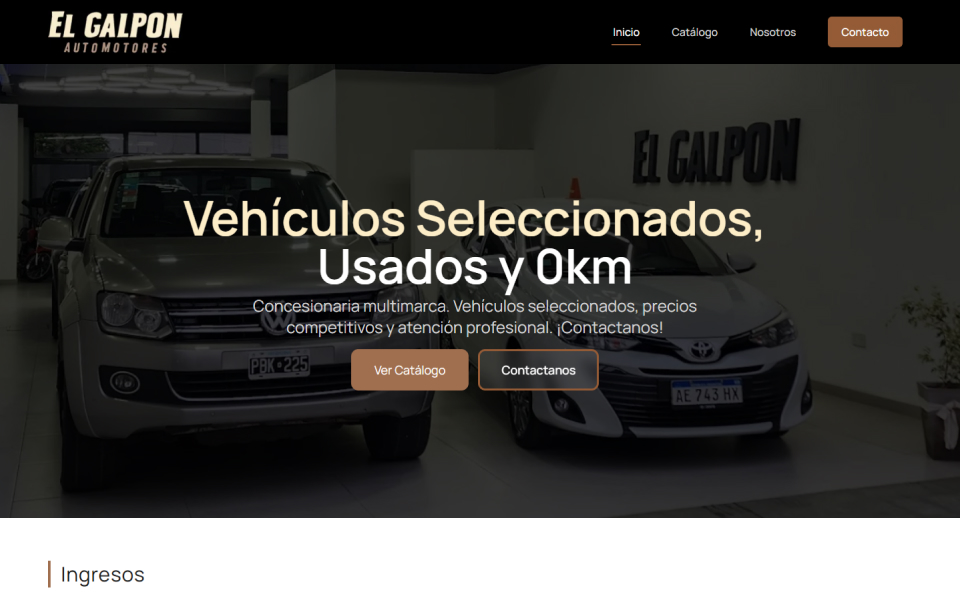 EL GALPON
AUTOMOTORES
Inicio
Catálogo
Nosotros
Contacto
EL GALPON
Vehículos Seleccionados,
Usados y 0km
Concesionaria multimarca. Vehículos seleccionados, precios
competitivos y atención profesional. ¡Contactanos!
Ver Catálogo
Contactanos
PBK·225
AE 743 HX
Ingresos